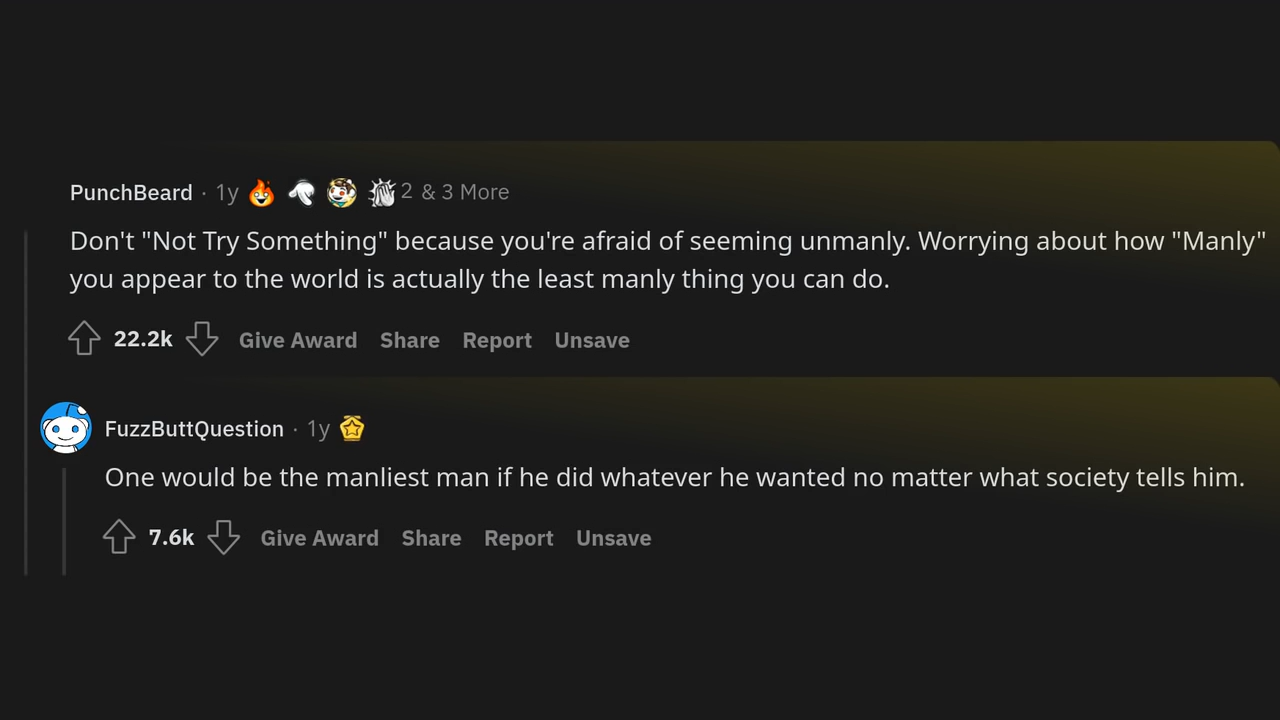 PunchBeard · 1y 2 & 3 More
Don't "Not Try Something" because you're afraid of seeming unmanly. Worrying about how "Manly"
you appear to the world is actually the least manly thing you can do.
22.2k Give Award Share Report Unsave
FuzzButtQuestion · 1y
One would be the manliest man if he did whatever he wanted no matter what society tells him.
7.6k Give Award Share Report Unsave